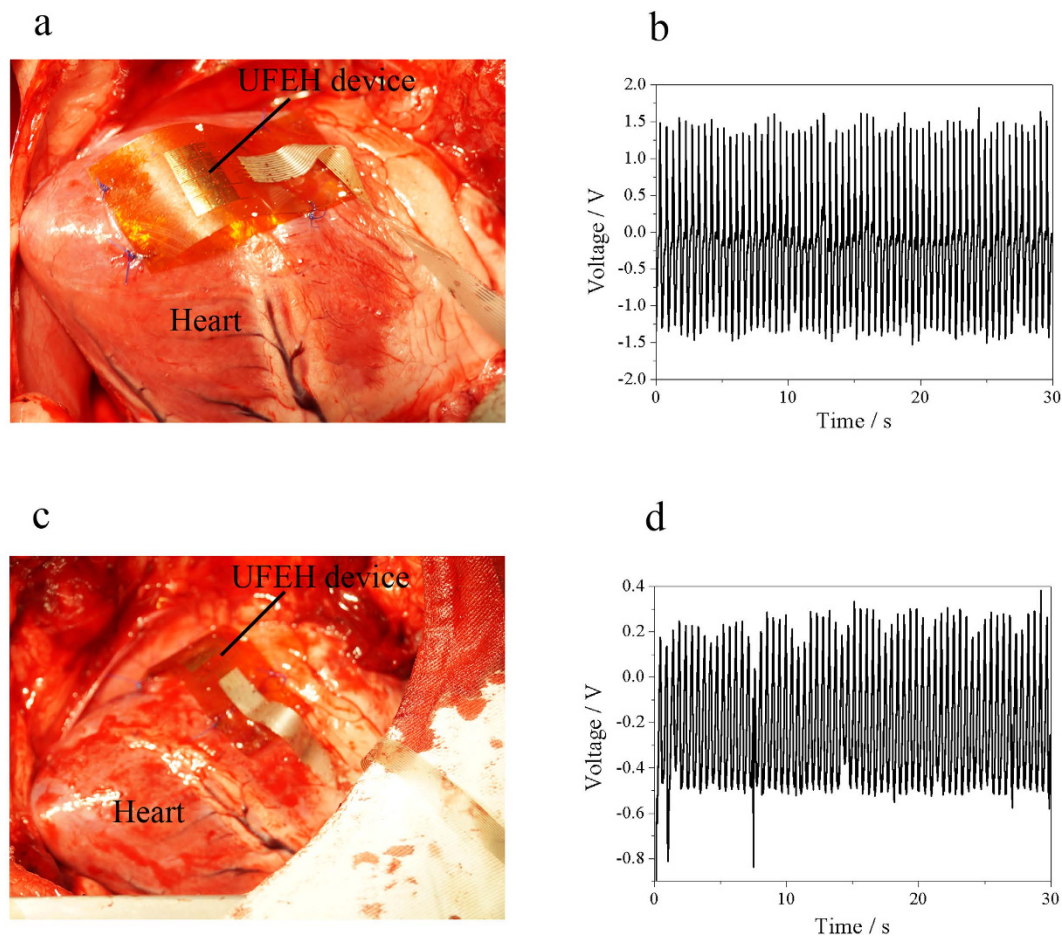 a
UFEH device
Heart
b
2.0
1.5
1.0
0.5
0.0
-0.5
-1.0
-1.5
-2.0
Voltage / V
0
10
20
30
Time / s
c
UFEH device
Heart
d
0.4
0.2
0.0
-0.2
-0.4
-0.6
-0.8
Voltage / V
0
10
20
30
Time / s